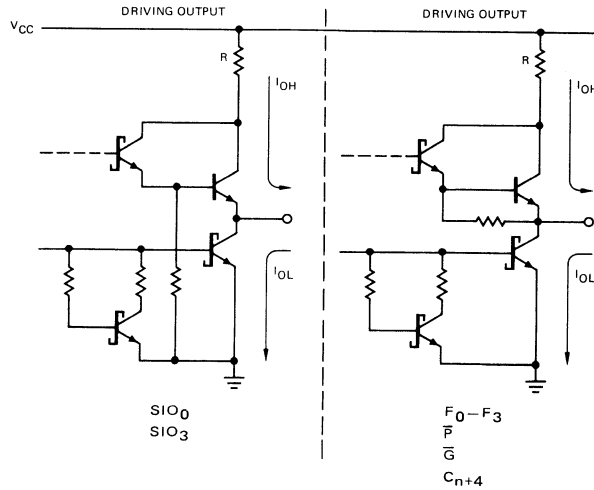 DRIVING OUTPUT
DRIVING OUTPUT
VCC
R
IOH
R
IOH
IOL
IOL
SIO0
SIO3
F0–F3
P̅
G̅
Cn+4